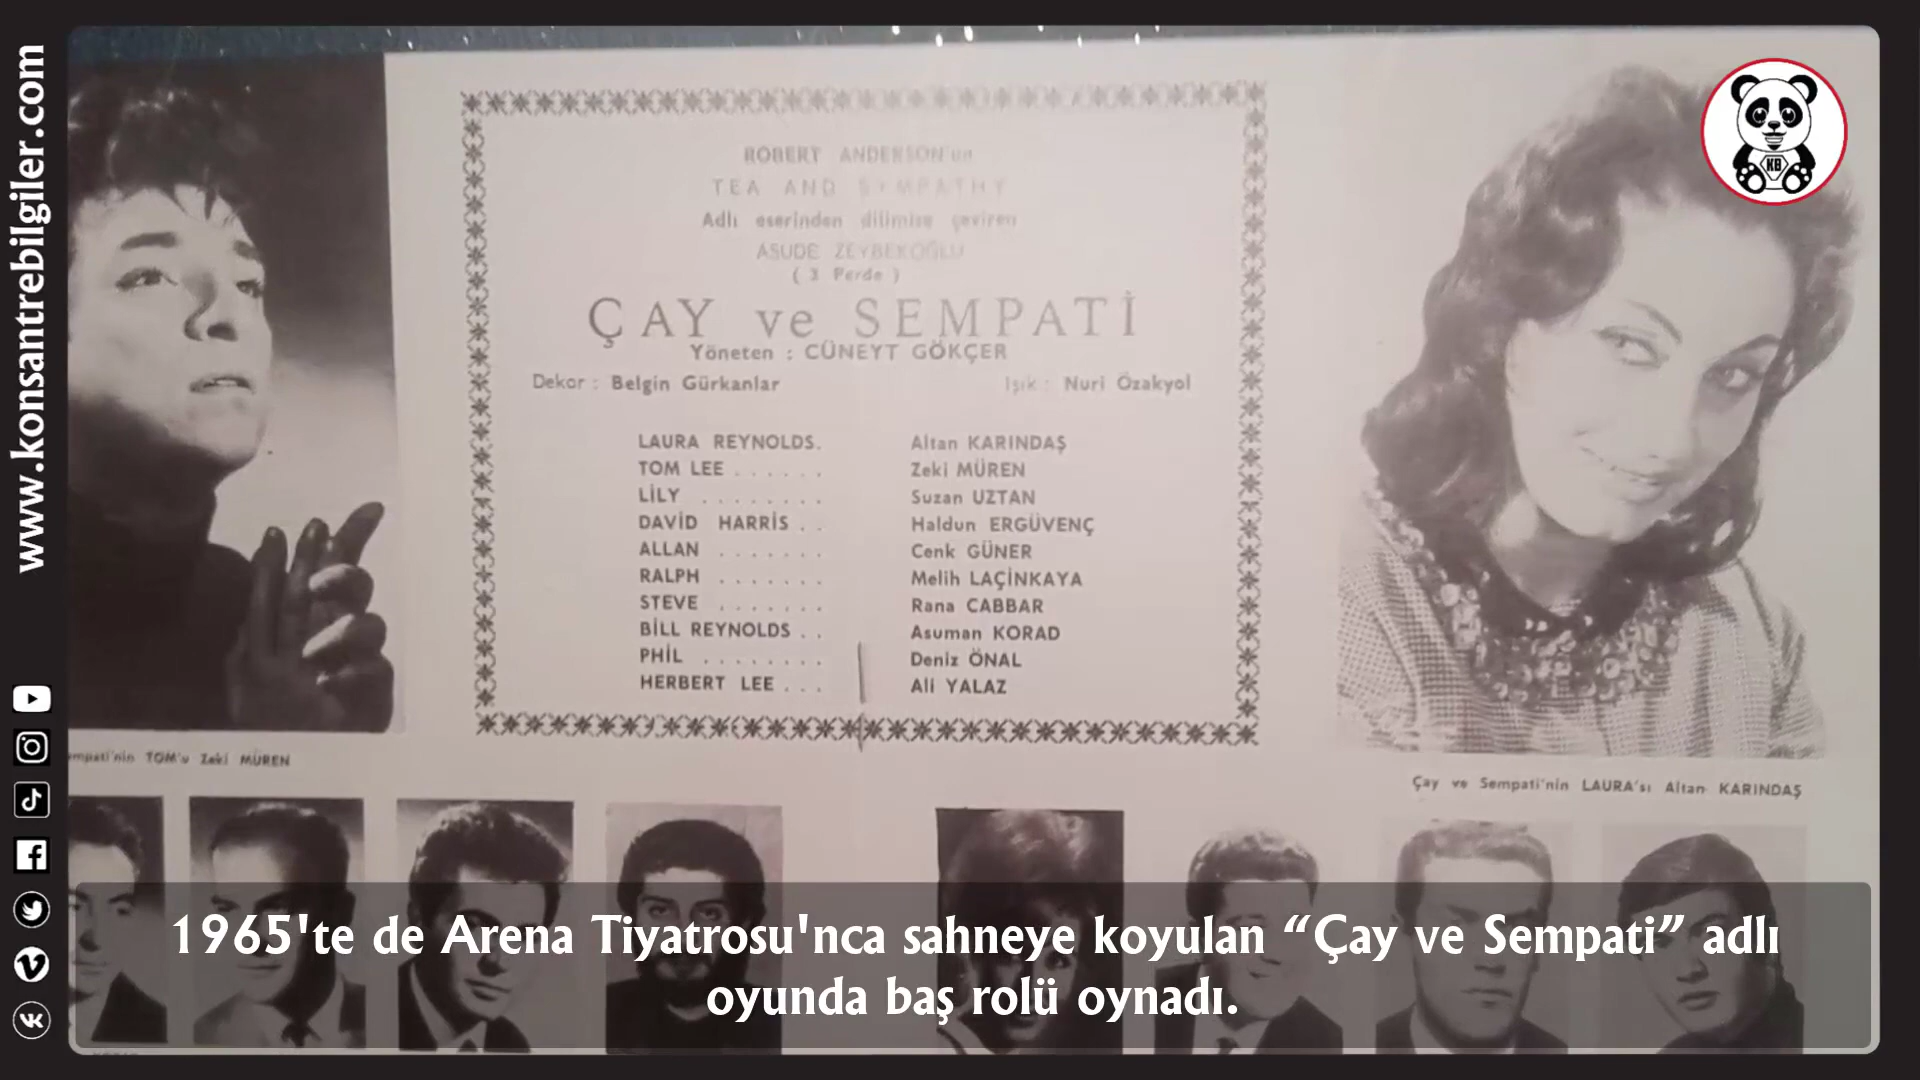 www.konsantrebilgiler.com
KB
ROBERT ANDERSON'un
TEA AND SYMPATHY
Adlı eserinden dilimize çeviren
ASUDE ZEYBEKOĞLU
( 3 Perde )
ÇAY ve SEMPATİ
Yöneten : CÜNEYT GÖKÇER
Dekor : Belgin Gürkanlar
Işık : Nuri Özakyol
LAURA REYNOLDS. Altan KARINDAŞ
TOM LEE . . . . . . Zeki MÜREN
LİLY . . . . . . . . Suzan UZTAN
DAVİD HARRİS . . Haldun ERGÜVENÇ
ALLAN . . . . . . . Cenk GÜNER
RALPH . . . . . . . Melih LAÇİNKAYA
STEVE . . . . . . . Rana CABBAR
BİLL REYNOLDS . . Asuman KORAD
PHİL . . . . . . . . Deniz ÖNAL
HERBERT LEE . . . Ali YALAZ
empati'nin TOM'u Zeki MÜREN
Çay ve Sempati'nin LAURA'sı Altan KARINDAŞ
1965'te de Arena Tiyatrosu'nca sahneye koyulan “Çay ve Sempati” adlı
oyunda baş rolü oynadı.